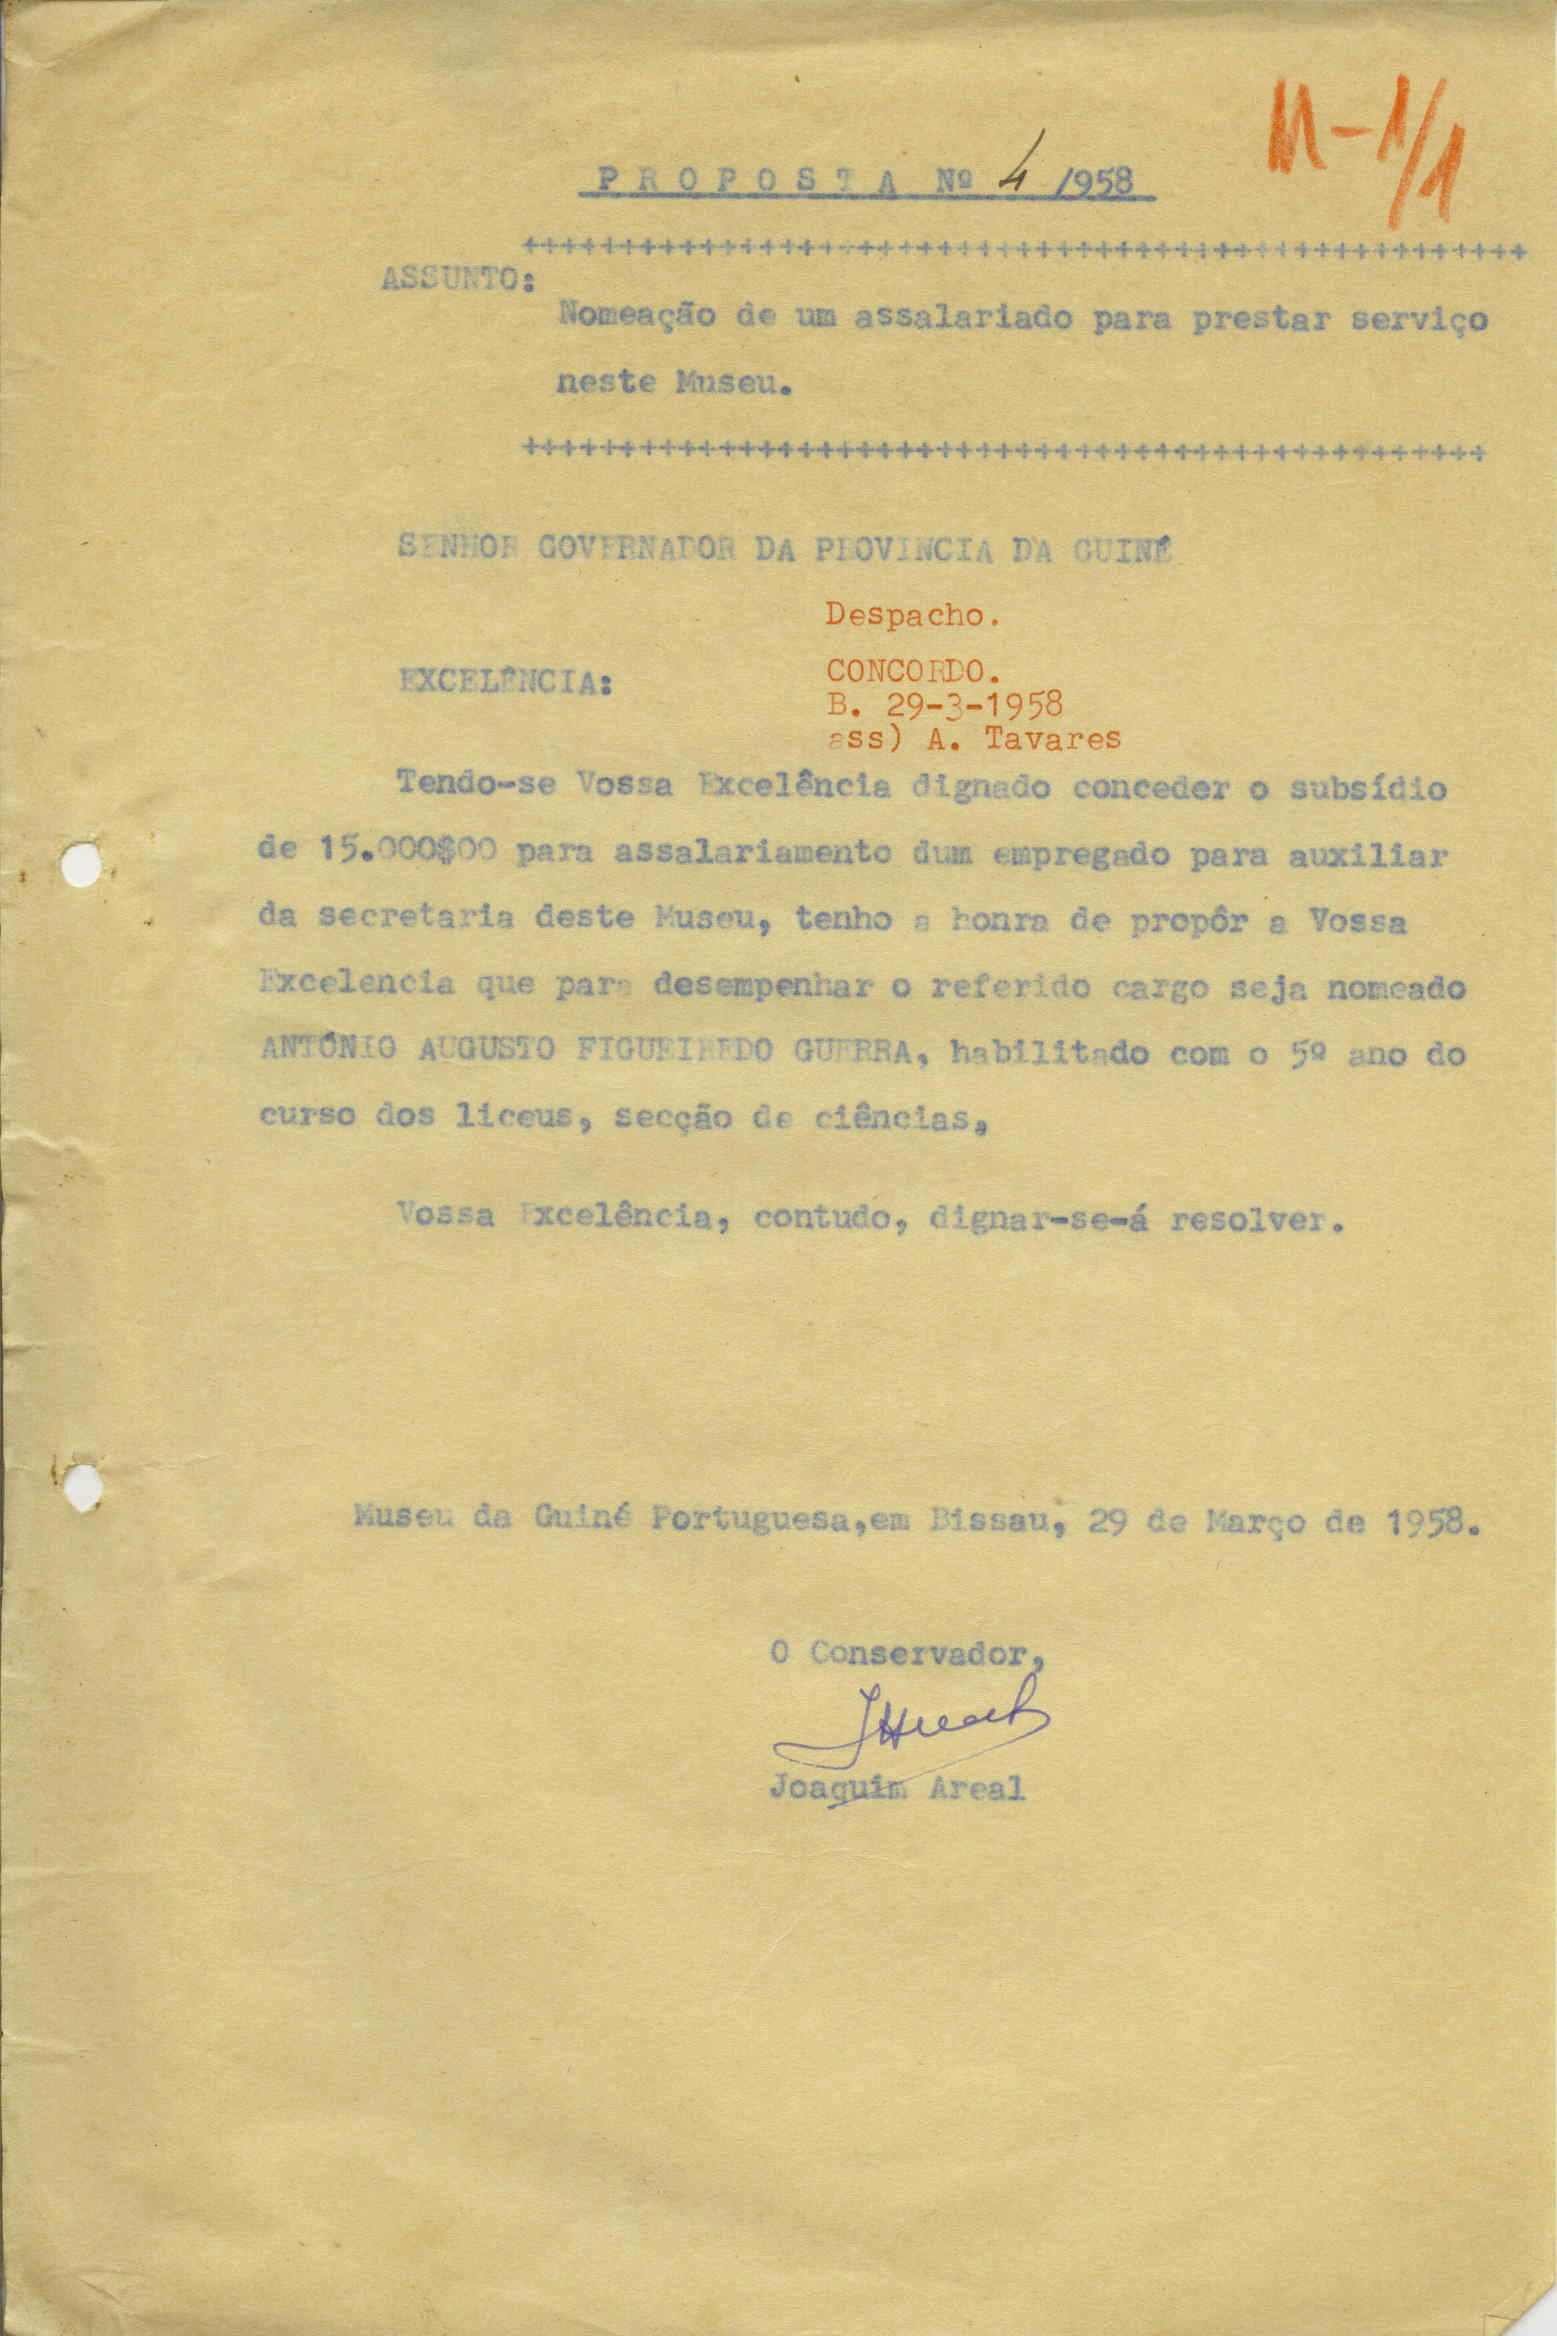 M-1/1
PROPOSTA Nº 4/958
++++++++++++++++++++++++++++++++++++++++++++++++++++
ASSUNTO:
Nomeação de um assalariado para prestar serviço
neste Museu.
++++++++++++++++++++++++++++++++++++++++++++++++++
SENHOR GOVERNADOR DA PROVINCIA DA GUINÉ
Despacho.
EXCELÊNCIA:
CONCORDO.
B. 29-3-1958
ass) A. Tavares
Tendo-se Vossa Excelência dignado conceder o subsídio
de 15.000$00 para assalariamento dum empregado para auxiliar
da secretaria deste Museu, tenho a honra de propôr a Vossa
Excelencia que para desempenhar o referido cargo seja nomeado
ANTÓNIO AUGUSTO FIGUEIREDO GUERRA, habilitado com o 5º ano do
curso dos liceus, secção de ciências,
Vossa Excelência, contudo, dignar-se-á resolver.
Museu da Guiné Portuguesa,em Bissau, 29 de Março de 1958.
O Conservador,
Joaquim Areal